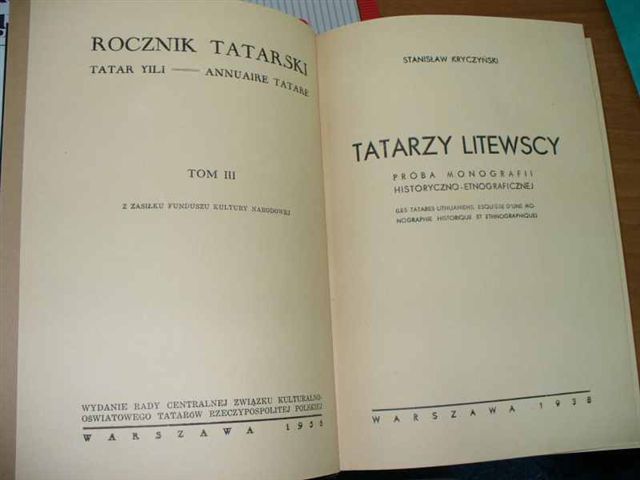 ROCZNIK TATARSKI
TATAR YILI — ANNUAIRE TATARE
TOM III
Z ZASIŁKU FUNDUSZU KULTURY NARODOWEJ
WYDANIE RADY CENTRALNEJ ZWIĄZKU KULTURALNO-
OŚWIATOWEGO TATARÓW RZECZYPOSPOLITEJ POLSKIEJ
WARSZAWA 1938
STANISŁAW KRYCZYŃSKI
TATARZY LITEWSCY
PRÓBA MONOGRAFII
HISTORYCZNO-ETNOGRAFICZNEJ
(LES TATARES LITHUANIENS. ESQUISSE D'UNE MO-
NOGRAPHIE HISTORIQUE ET ETHNOGRAPHIQUE)
WARSZAWA 1938